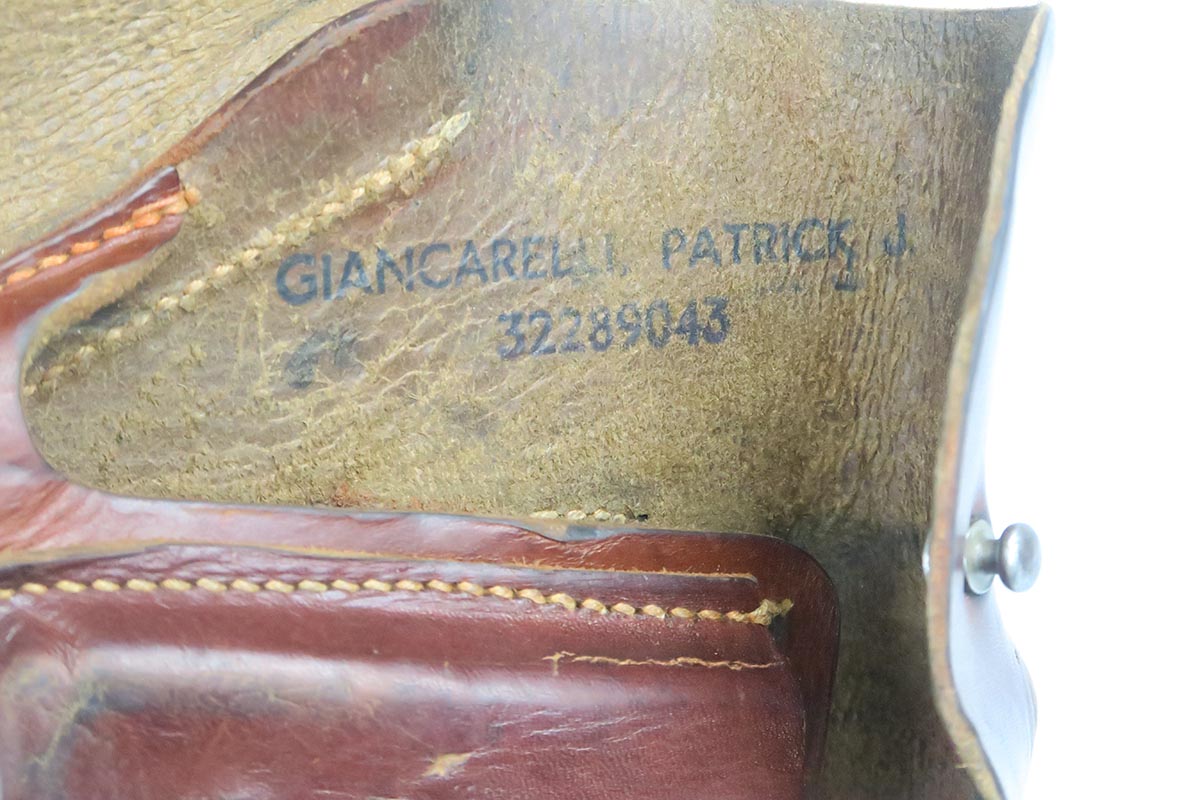 GIANCARELLI, PATRICK J.
32289043